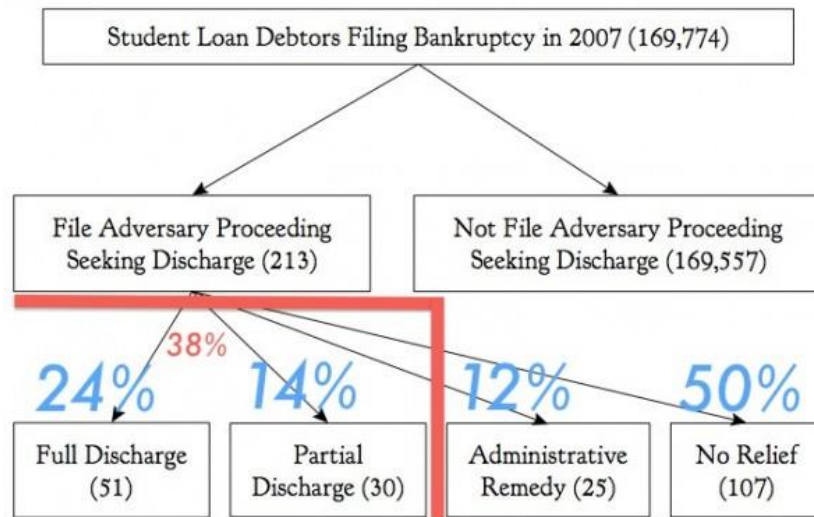 Student Loan Debtors Filing Bankruptcy in 2007 (169,774)
File Adversary Proceeding
Seeking Discharge (213)
Not File Adversary Proceeding
Seeking Discharge (169,557)
38%
24%
14%
12%
50%
Full Discharge
(51)
Partial
Discharge (30)
Administrative
Remedy (25)
No Relief
(107)